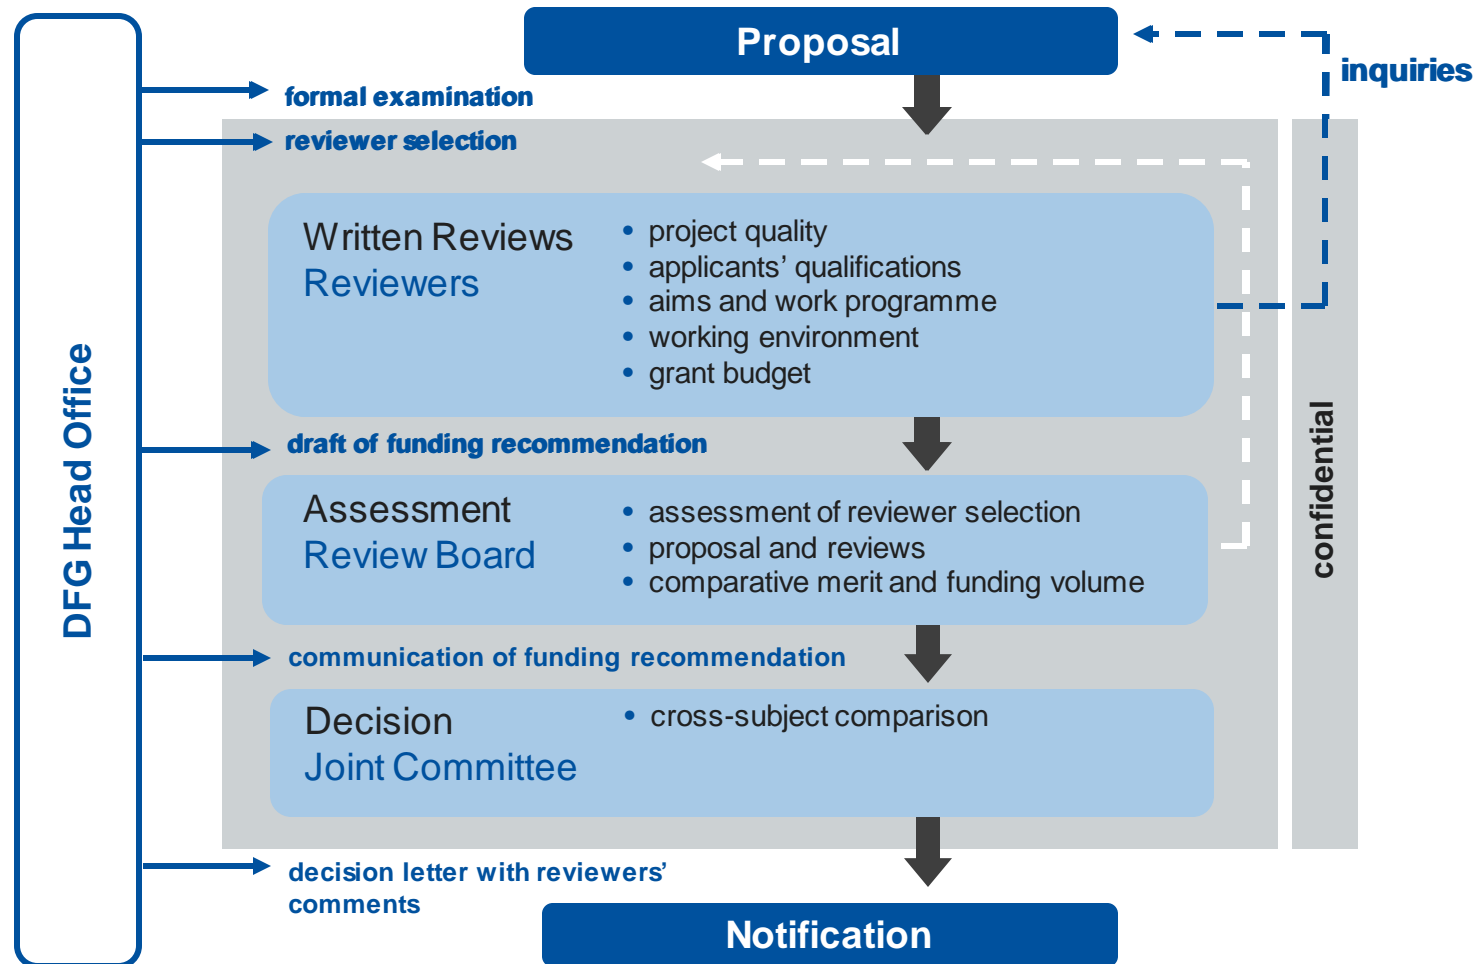 Proposal
inquiries
formal examination
reviewer selection
Written Reviews
Reviewers
• project quality
• applicants’ qualifications
• aims and work programme
• working environment
• grant budget
DFG Head Office
confidential
draft of funding recommendation
Assessment
Review Board
• assessment of reviewer selection
• proposal and reviews
• comparative merit and funding volume
communication of funding recommendation
Decision
Joint Committee
• cross-subject comparison
decision letter with reviewers’
comments
Notification